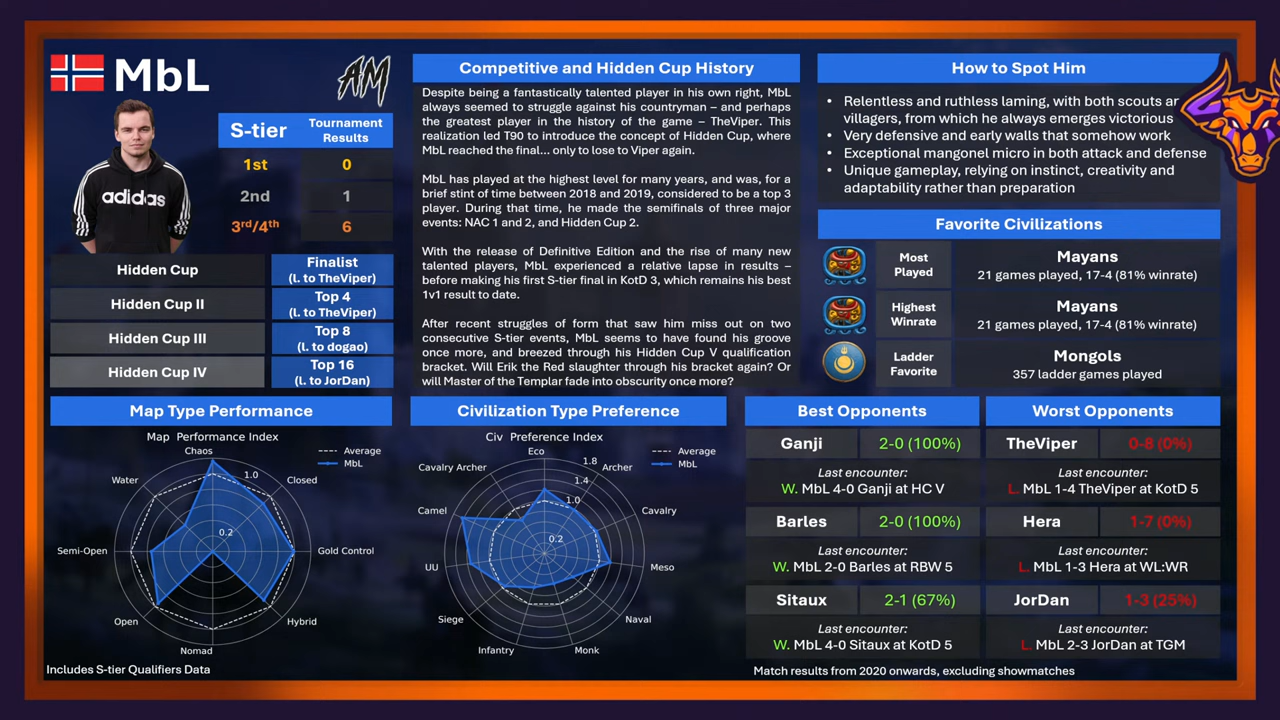 MbL
AM
S-tier
Tournament
Results
1st
0
2nd
1
3rd/4th
6
Hidden Cup
Finalist
(L to TheViper)
Hidden Cup II
Top 4
(L to TheViper)
Hidden Cup III
Top 8
(L to dogao)
Hidden Cup IV
Top 16
(L to JorDan)
Competitive and Hidden Cup History
Despite being a fantastically talented player in his own right, MbL
always seemed to struggle against his countryman – and perhaps
the greatest player in the history of the game – TheViper. This
realization led T90 to introduce the concept of Hidden Cup, where
MbL reached the final... only to lose to Viper again.
MbL has played at the highest level for many years, and was, for a
brief stint of time between 2018 and 2019, considered to be a top 3
player. During that time, he made the semifinals of three major
events: NAC 1 and 2, and Hidden Cup 2.
With the release of Definitive Edition and the rise of many new
talented players, MbL experienced a relative lapse in results –
before making his first S-tier final in KotD 3, which remains his best
1v1 result to date.
After recent struggles of form that saw him miss out on two
consecutive S-tier events, MbL seems to have found his groove
once more, and breezed through his Hidden Cup V qualification
bracket. Will Erik the Red slaughter through his bracket again? Or
will Master of the Templar fade into obscurity once more?
How to Spot Him
• Relentless and ruthless laming, with both scouts
villagers, from which he always emerges victorious
• Very defensive and early walls that somehow work
• Exceptional mangonel micro in both attack and defense
• Unique gameplay, relying on instinct, creativity and
adaptability rather than preparation
Favorite Civilizations
Most
Played
Mayans
21 games played, 17-4 (81% winrate)
Highest
Winrate
Mayans
21 games played, 17-4 (81% winrate)
Ladder
Favorite
Mongols
357 ladder games played
adidas
Map Type Performance
Map Performance Index
Average
MbL
Chaos
Closed
Gold Control
Hybrid
Nomad
Open
Semi-Open
Water
1.0
0.2
Includes S-tier Qualifiers Data
Civilization Type Preference
Civ Preference Index
Average
MbL
Eco
Archer
Cavalry
Meso
Naval
Monk
Infantry
Siege
UU
Camel
Cavalry Archer
1.8
1.4
1.0
0.2
Best Opponents
Ganji
2-0 (100%)
Last encounter:
W. MbL 4-0 Ganji at HC V
Barles
2-0 (100%)
Last encounter:
W. MbL 2-0 Barles at RBW 5
Sitaux
2-1 (67%)
Last encounter:
W. MbL 4-0 Sitaux at KotD 5
Worst Opponents
TheViper
0-8 (0%)
Last encounter:
L. MbL 1-4 TheViper at KotD 5
Hera
1-7 (0%)
Last encounter:
L. MbL 1-3 Hera at WL:WR
JorDan
1-3 (25%)
Last encounter:
L. MbL 2-3 JorDan at TGM
Match results from 2020 onwards, excluding showmatches